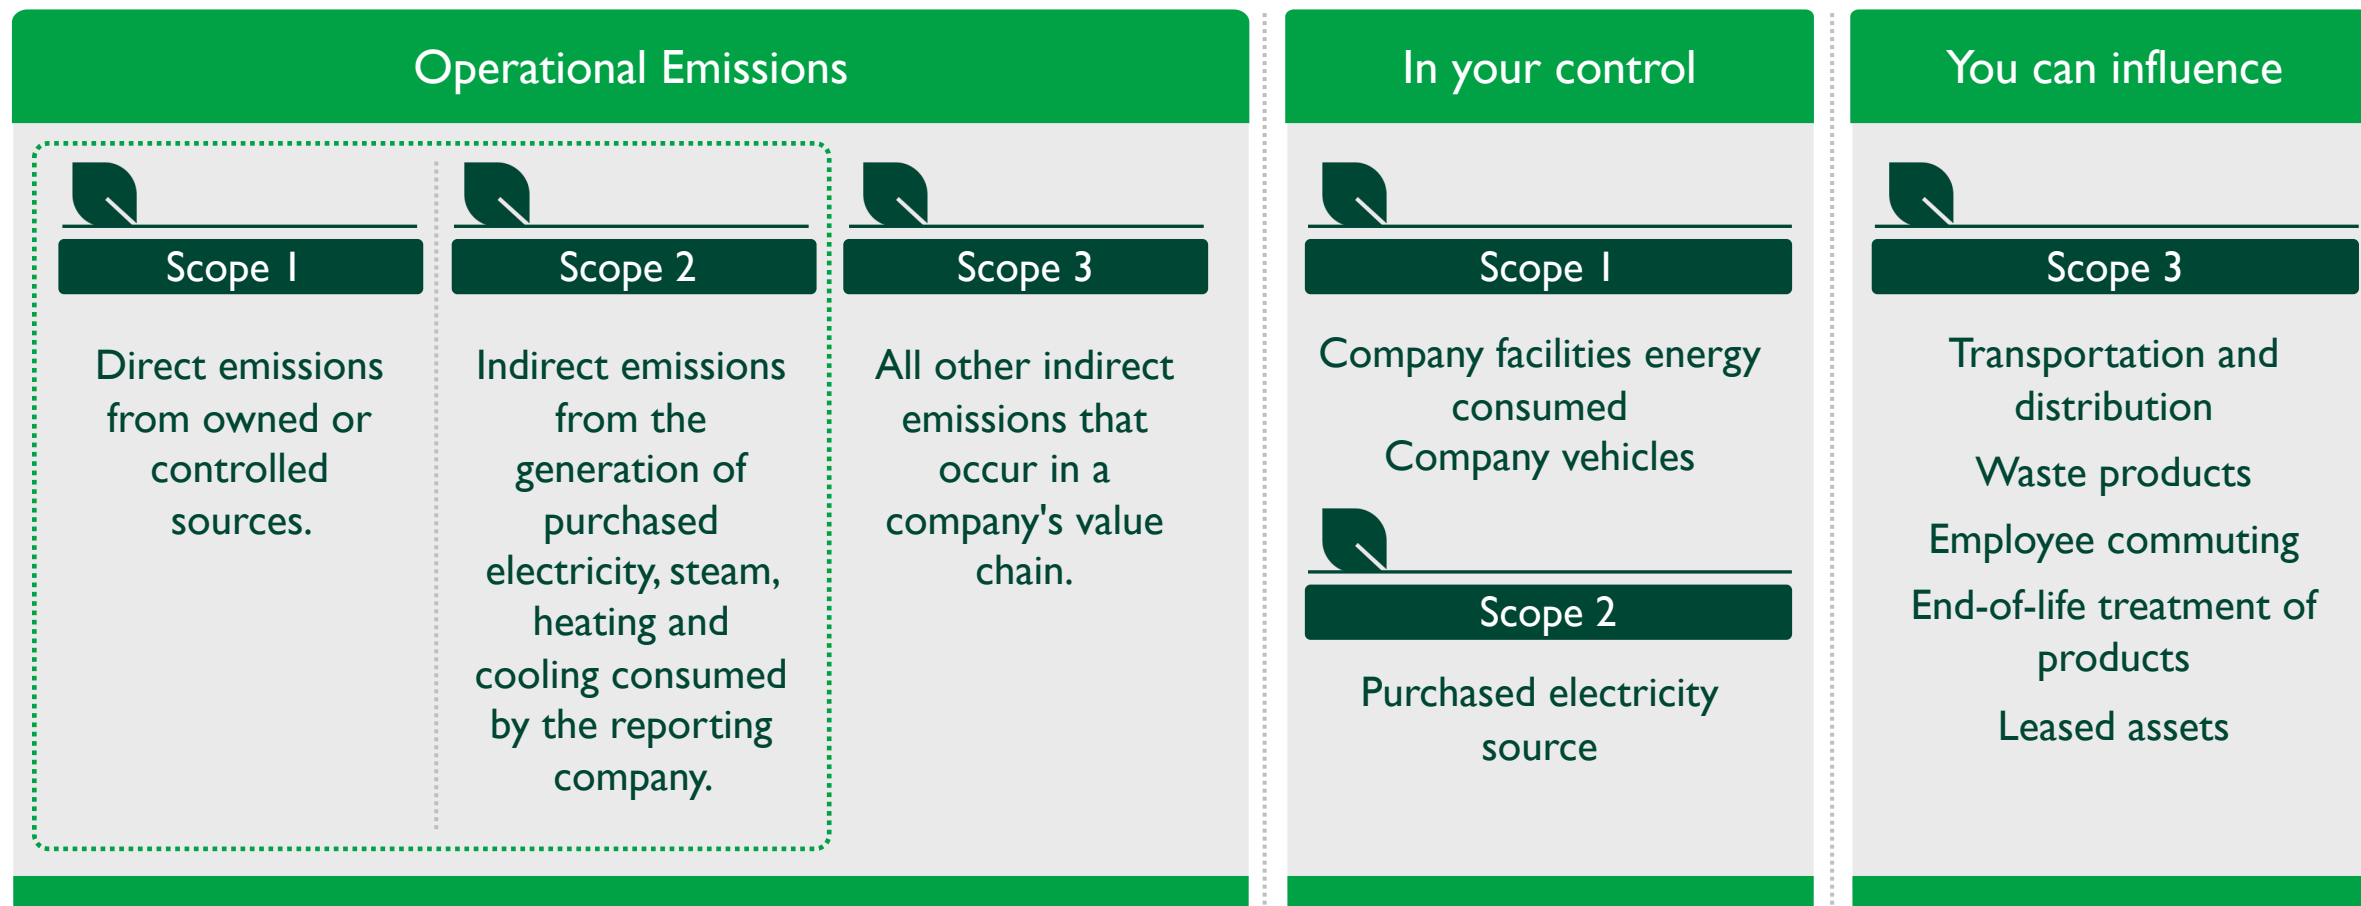 Operational Emissions
Scope 1
Direct emissions
from owned or
controlled
sources.
Scope 2
Indirect emissions
from the
generation of
purchased
electricity, steam,
heating and
cooling consumed
by the reporting
company.
Scope 3
All other indirect
emissions that
occur in a
company's value
chain.
In your control
Scope 1
Company facilities energy
consumed
Company vehicles
Scope 2
Purchased electricity
source
You can influence
Scope 3
Transportation and
distribution
Waste products
Employee commuting
End-of-life treatment of
products
Leased assets